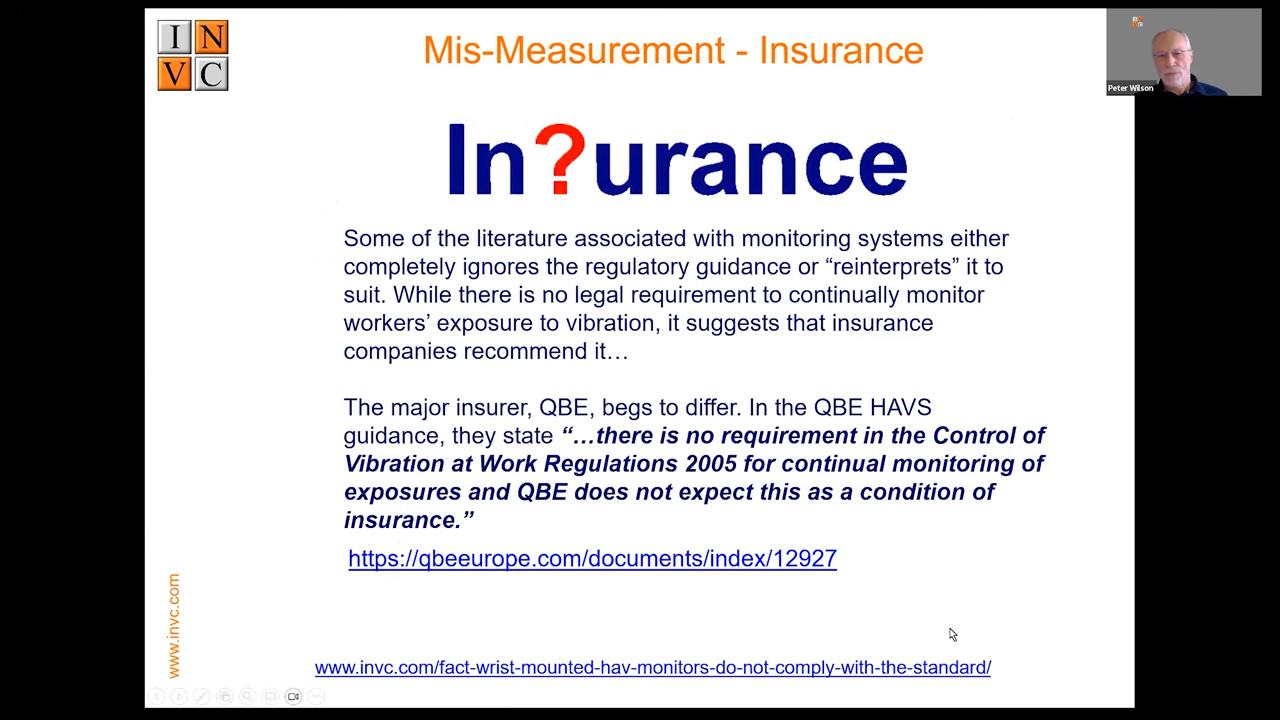 I N
V C
Mis-Measurement - Insurance
Peter Wilson
In?urance
Some of the literature associated with monitoring systems either
completely ignores the regulatory guidance or “reinterprets” it to
suit. While there is no legal requirement to continually monitor
workers’ exposure to vibration, it suggests that insurance
companies recommend it…
The major insurer, QBE, begs to differ. In the QBE HAVS
guidance, they state “…there is no requirement in the Control of
Vibration at Work Regulations 2005 for continual monitoring of
exposures and QBE does not expect this as a condition of
insurance.”
https://qbeeurope.com/documents/index/12927
www.invc.com
www.invc.com/fact-wrist-mounted-hav-monitors-do-not-comply-with-the-standard/